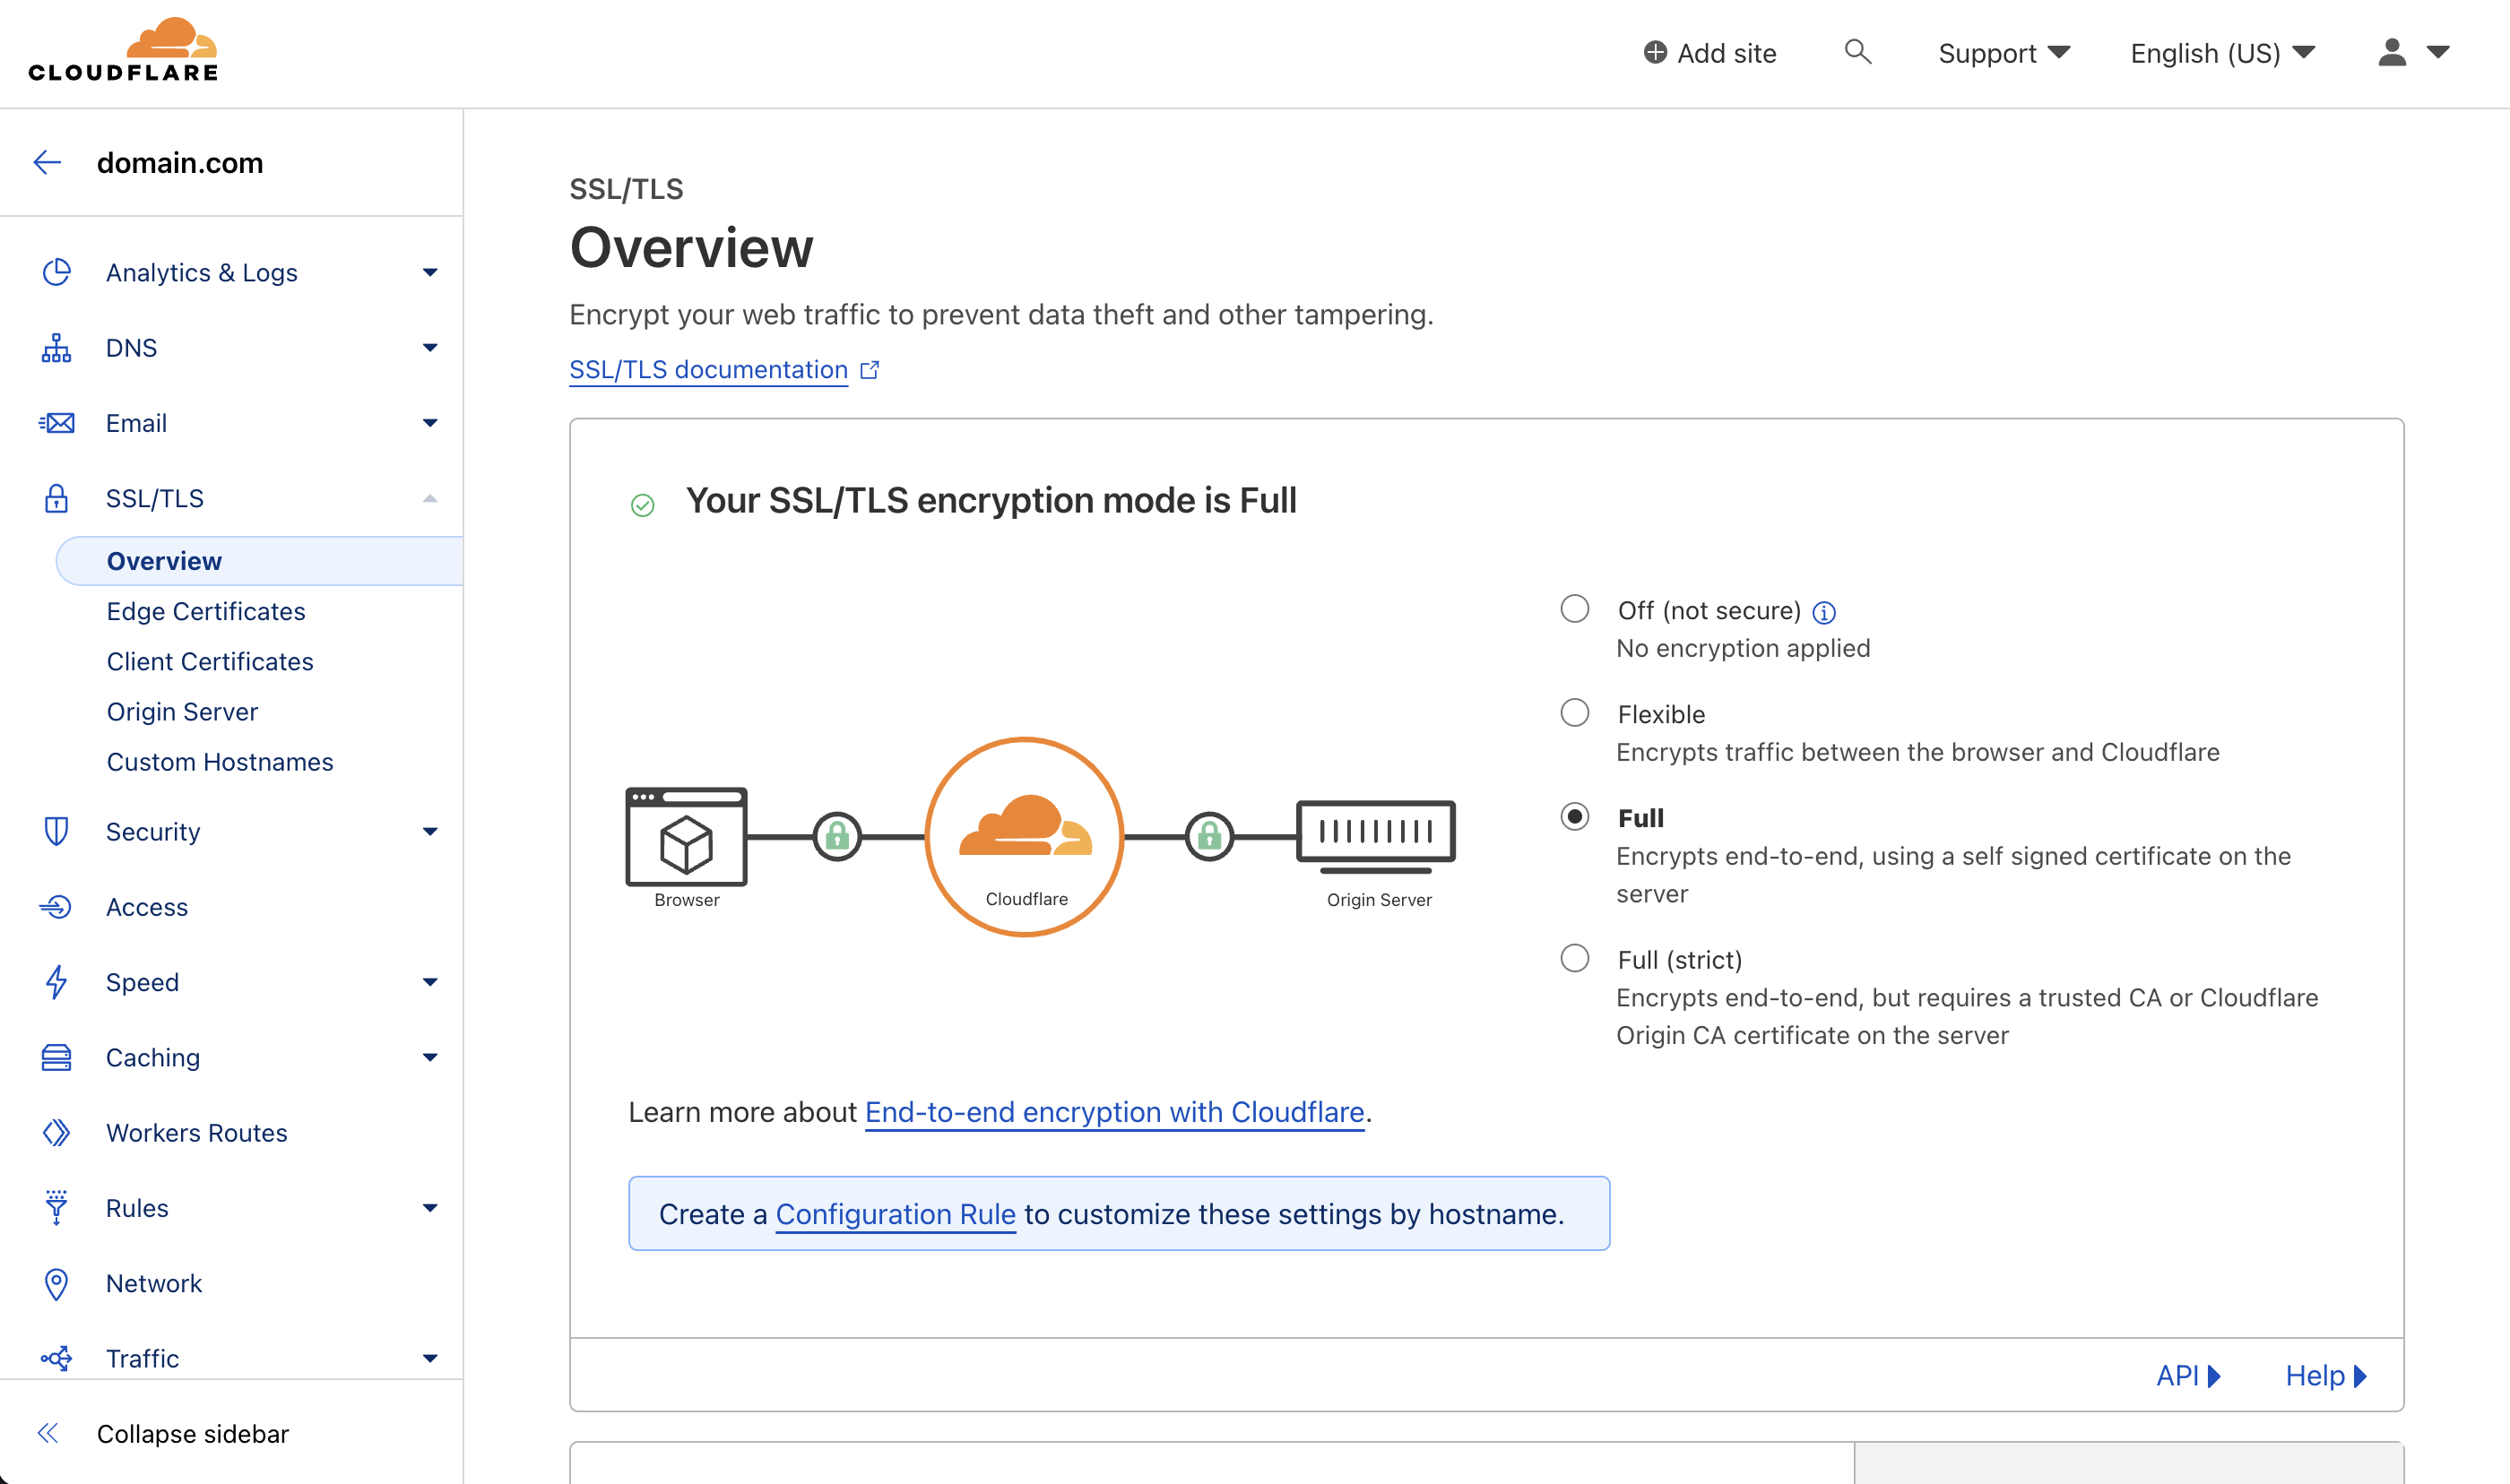 CLOUDFLARE
Add site
Support
English (US)
domain.com
Analytics & Logs
DNS
Email
SSL/TLS
Overview
Edge Certificates
Client Certificates
Origin Server
Custom Hostnames
Security
Access
Speed
Caching
Workers Routes
Rules
Network
Traffic
Collapse sidebar
SSL/TLS
Overview
Encrypt your web traffic to prevent data theft and other tampering.
SSL/TLS documentation
Your SSL/TLS encryption mode is Full
Browser
Cloudflare
Origin Server
Off (not secure)
No encryption applied
Flexible
Encrypts traffic between the browser and Cloudflare
Full
Encrypts end-to-end, using a self signed certificate on the
server
Full (strict)
Encrypts end-to-end, but requires a trusted CA or Cloudflare
Origin CA certificate on the server
Learn more about End-to-end encryption with Cloudflare.
Create a Configuration Rule to customize these settings by hostname.
API
Help